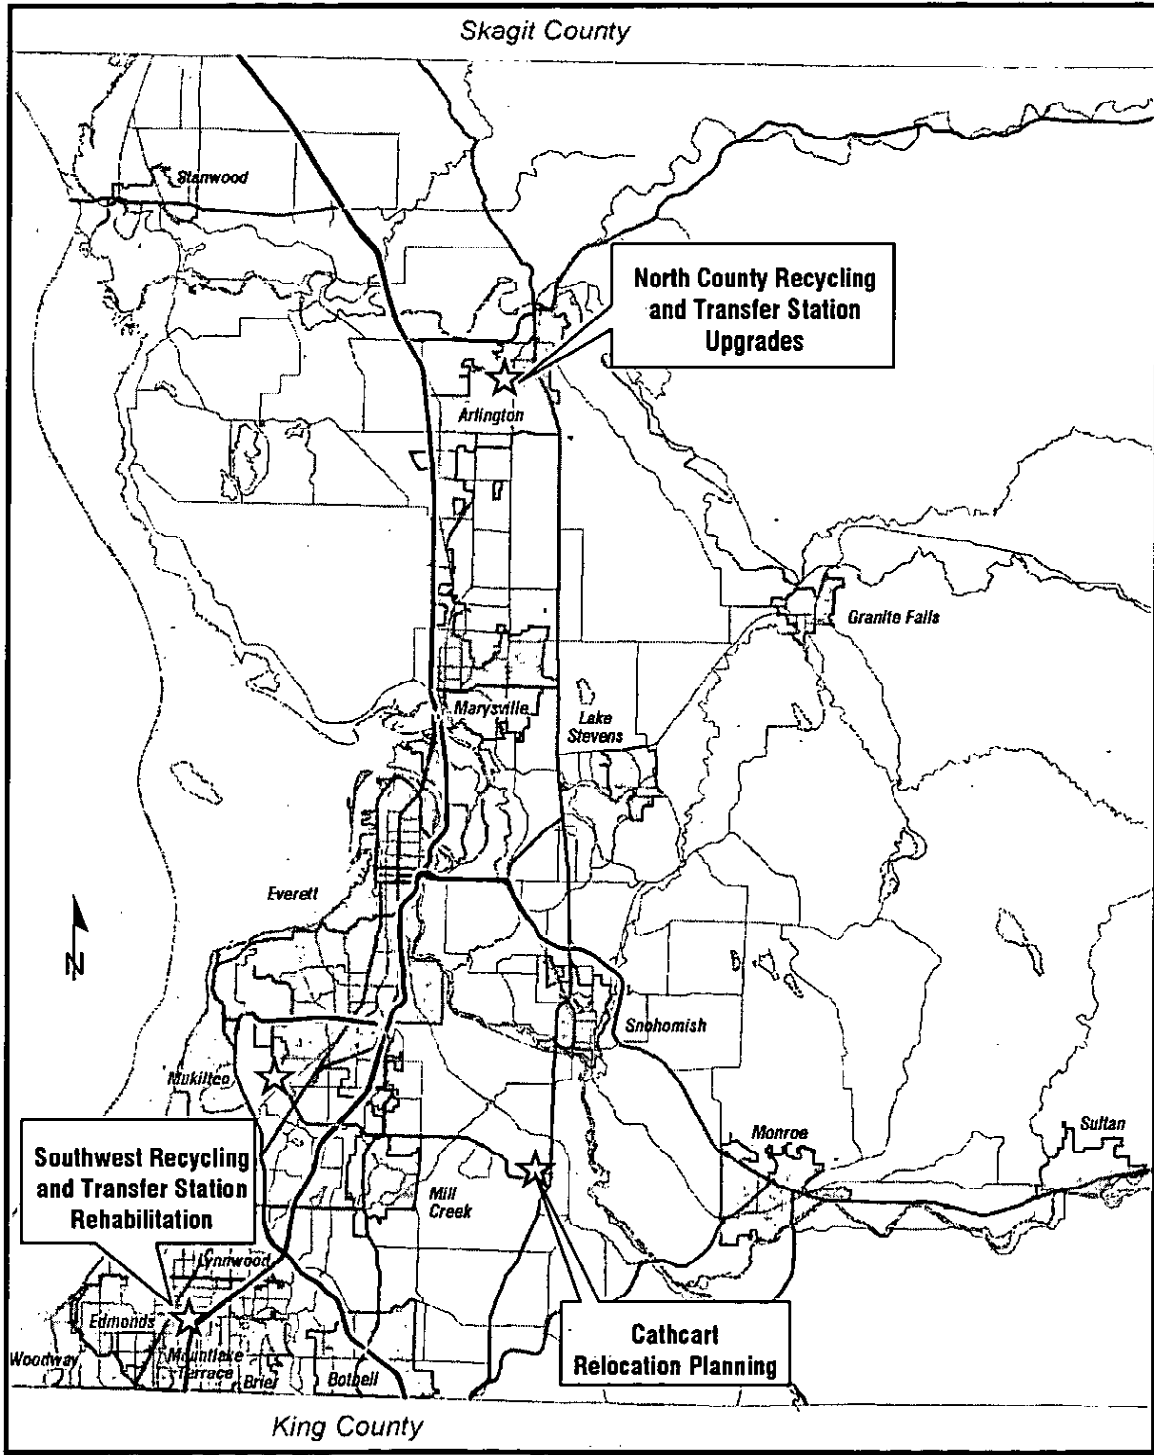 Skagit County
Stanwood
North County Recycling
and Transfer Station
Upgrades
Arlington
Granite Falls
Marysville
Lake
Stevens
Everett
N
Snohomish
Mukilteo
Monroe
Sultan
Southwest Recycling
and Transfer Station
Rehabilitation
Mill
Creek
Lynnwood
Edmonds
Cathcart
Relocation Planning
Woodway
Mountlake
Terrace
Brier
Bothell
King County